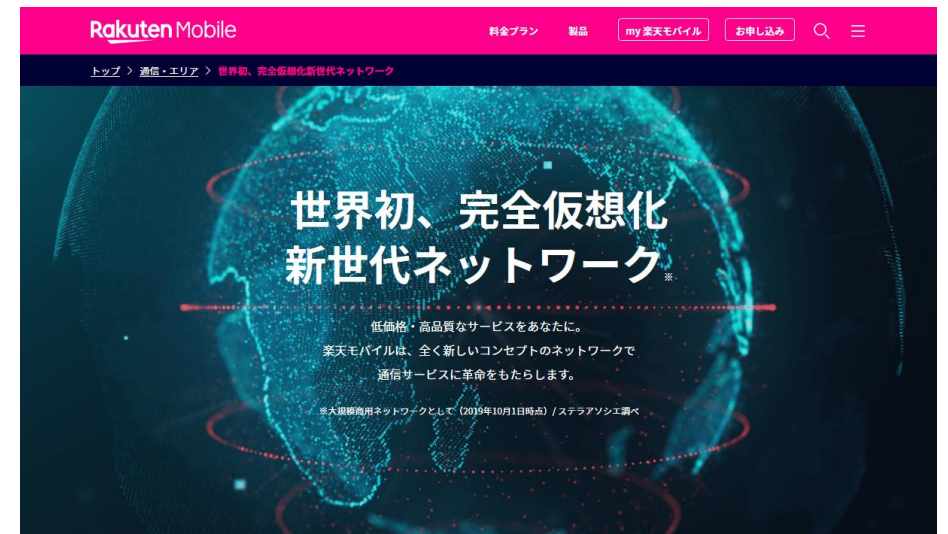 Rakuten Mobile
料金プラン 製品 my 楽天モバイル お申し込み
トップ > 通信・エリア > 世界初、完全仮想化新世代ネットワーク
世界初、完全仮想化
新世代ネットワーク※
低価格・高品質なサービスをあなたに。
楽天モバイルは、全く新しいコンセプトのネットワークで
通信サービスに革命をもたらします。
※大規模商用ネットワークとして（2019年10月1日時点）/ ステラアソシエ調べ